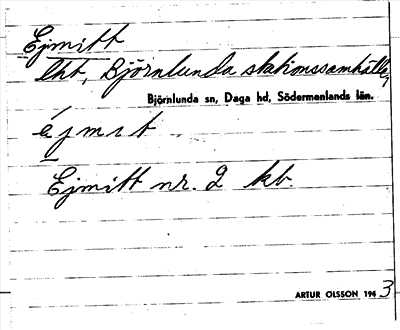 Ejmitt
lht, Björnlunda stationssamhälle,
Björnlunda sn, Daga hd, Södermanlands län.
éjmit
Ejmitt nr. 2 kb.
ARTUR OLSSON 1943